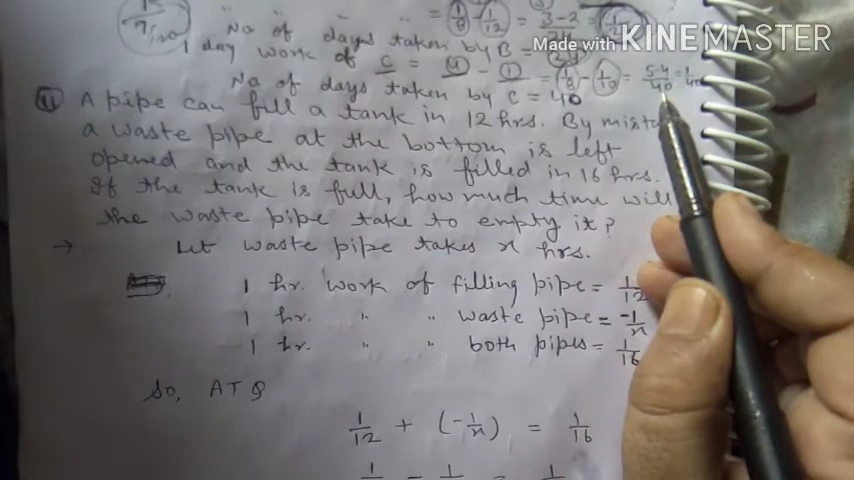 No of days taken by B = 24
1 day work of C = ④ - ① = 1/8 - 1/10 = 5-4/40 = 1/40
No of days taken by C = 40
⑪ A pipe can fill a tank in 12 hrs. By
a waste pipe at the bottom is left
opened and the tank is filled in 16 hrs.
If the tank is full, how much time will
the waste pipe take to empty it?
→ Let waste pipe takes x hrs.
1 hr. work of filling pipe = 1/12
1 hr. " " waste pipe = -1/x
1 hr. " " both pipes = 1/16
So, ATQ
1/12 + (-1/x) = 1/16
Made with KINEMASTER